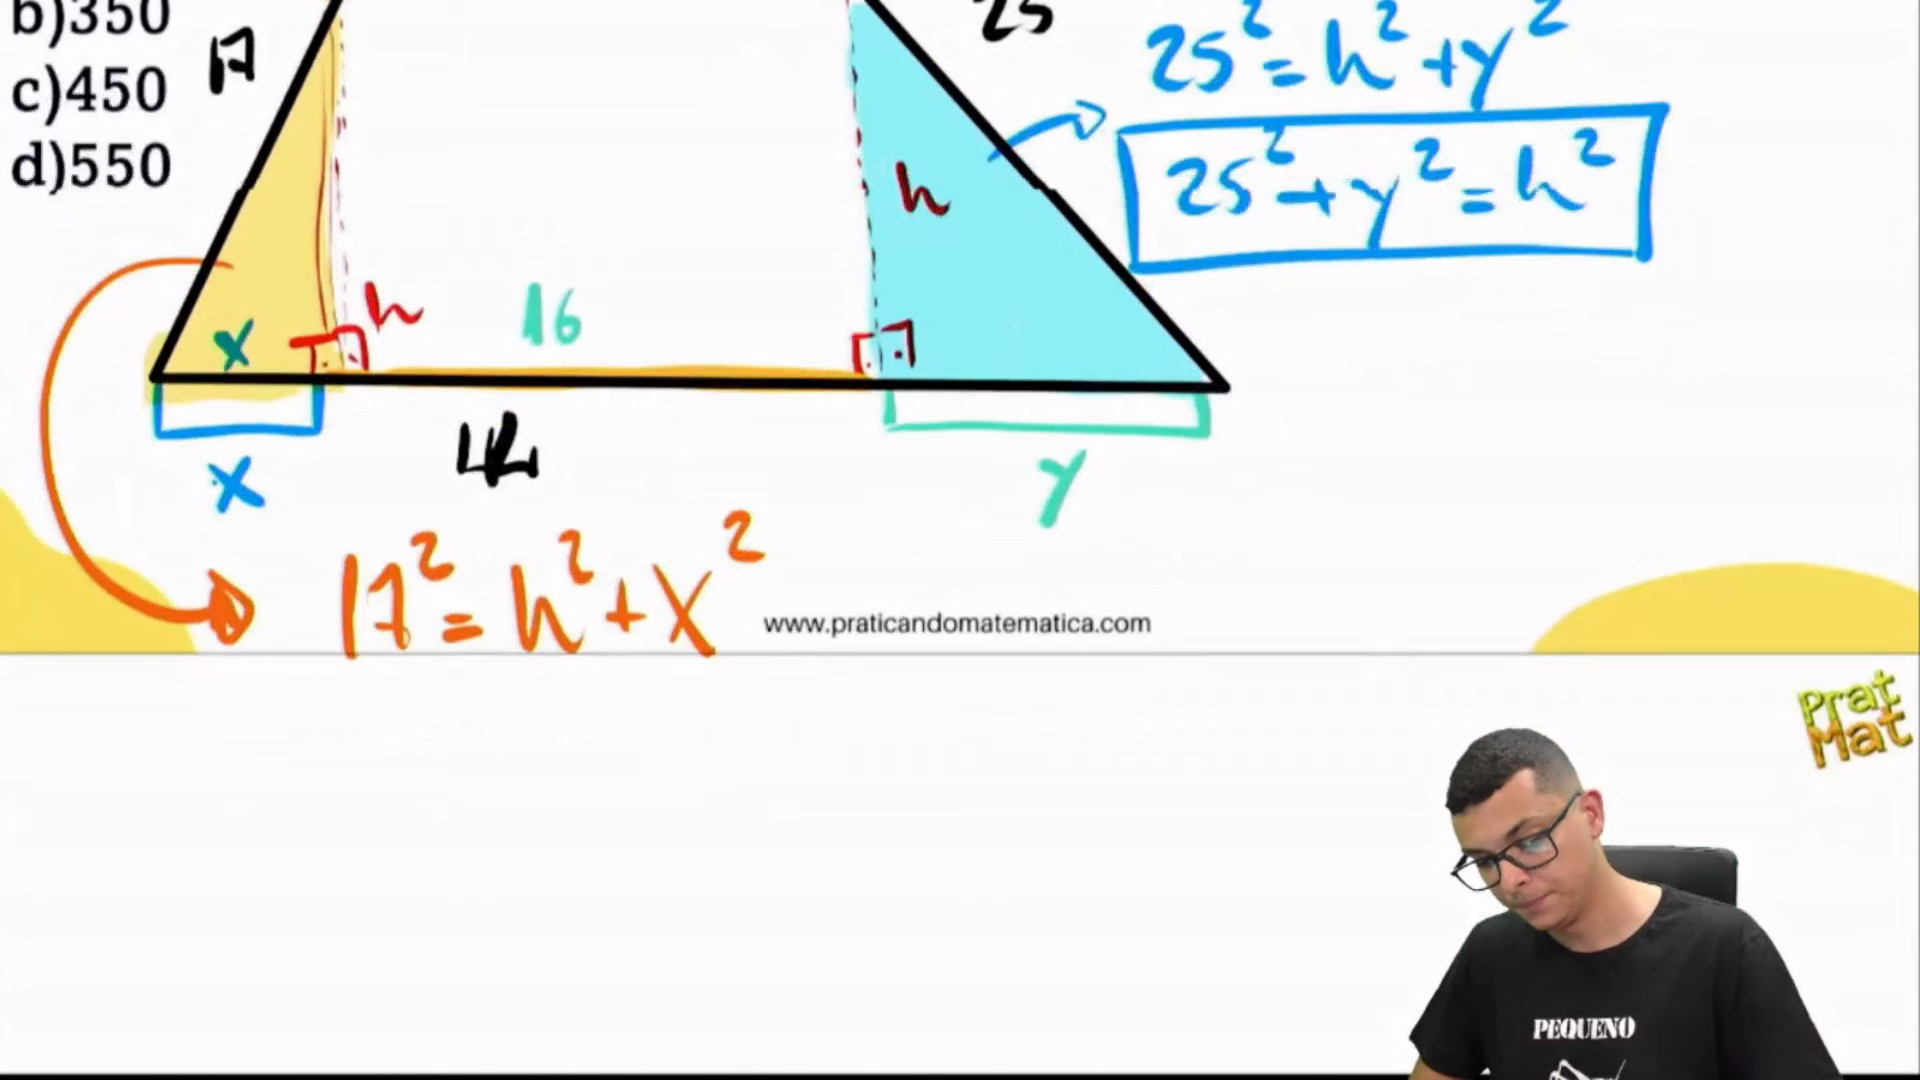 b)350
c)450
d)550
17
25
25² = h² + y²
25² + y² = h²
h
h
16
x
x
44
y
17² = h² + x²
www.praticandomatematica.com
Prat
Mat
PEQUENO